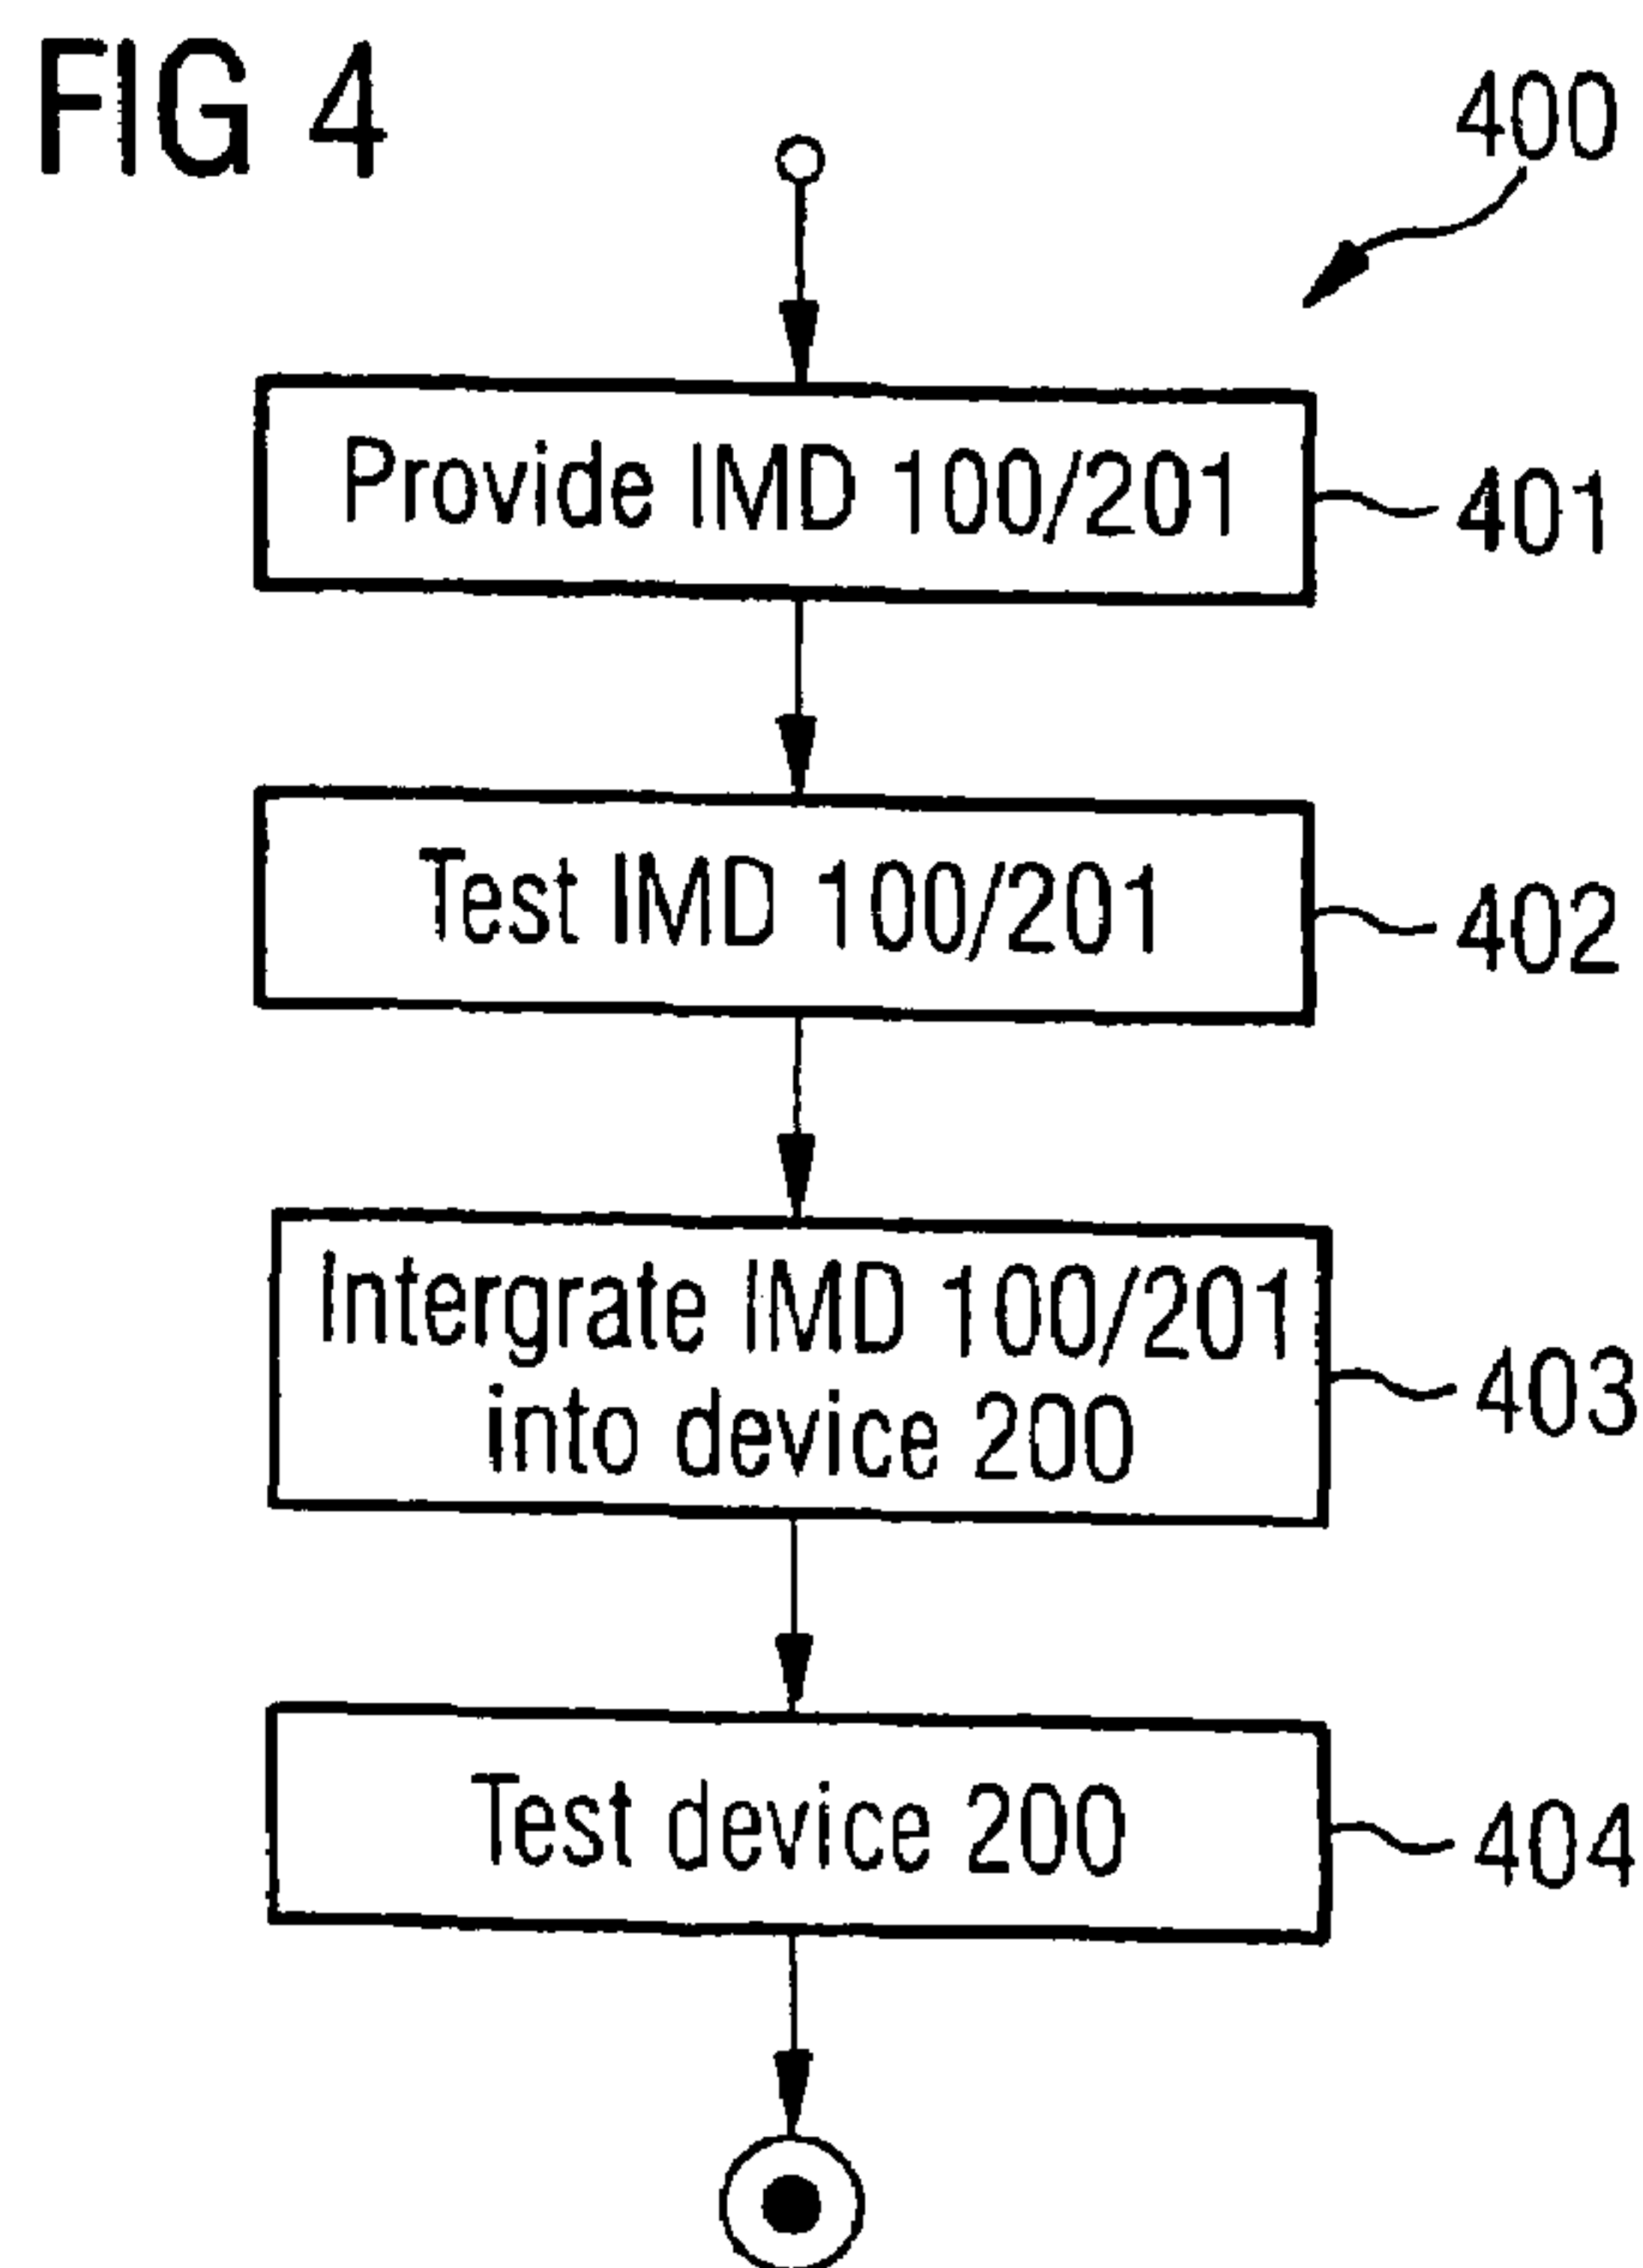 FIG 4
400
Provide IMD 100/201
401
Test IMD 100/201
402
Intergrate IMD 100/201
into device 200
403
Test device 200
404